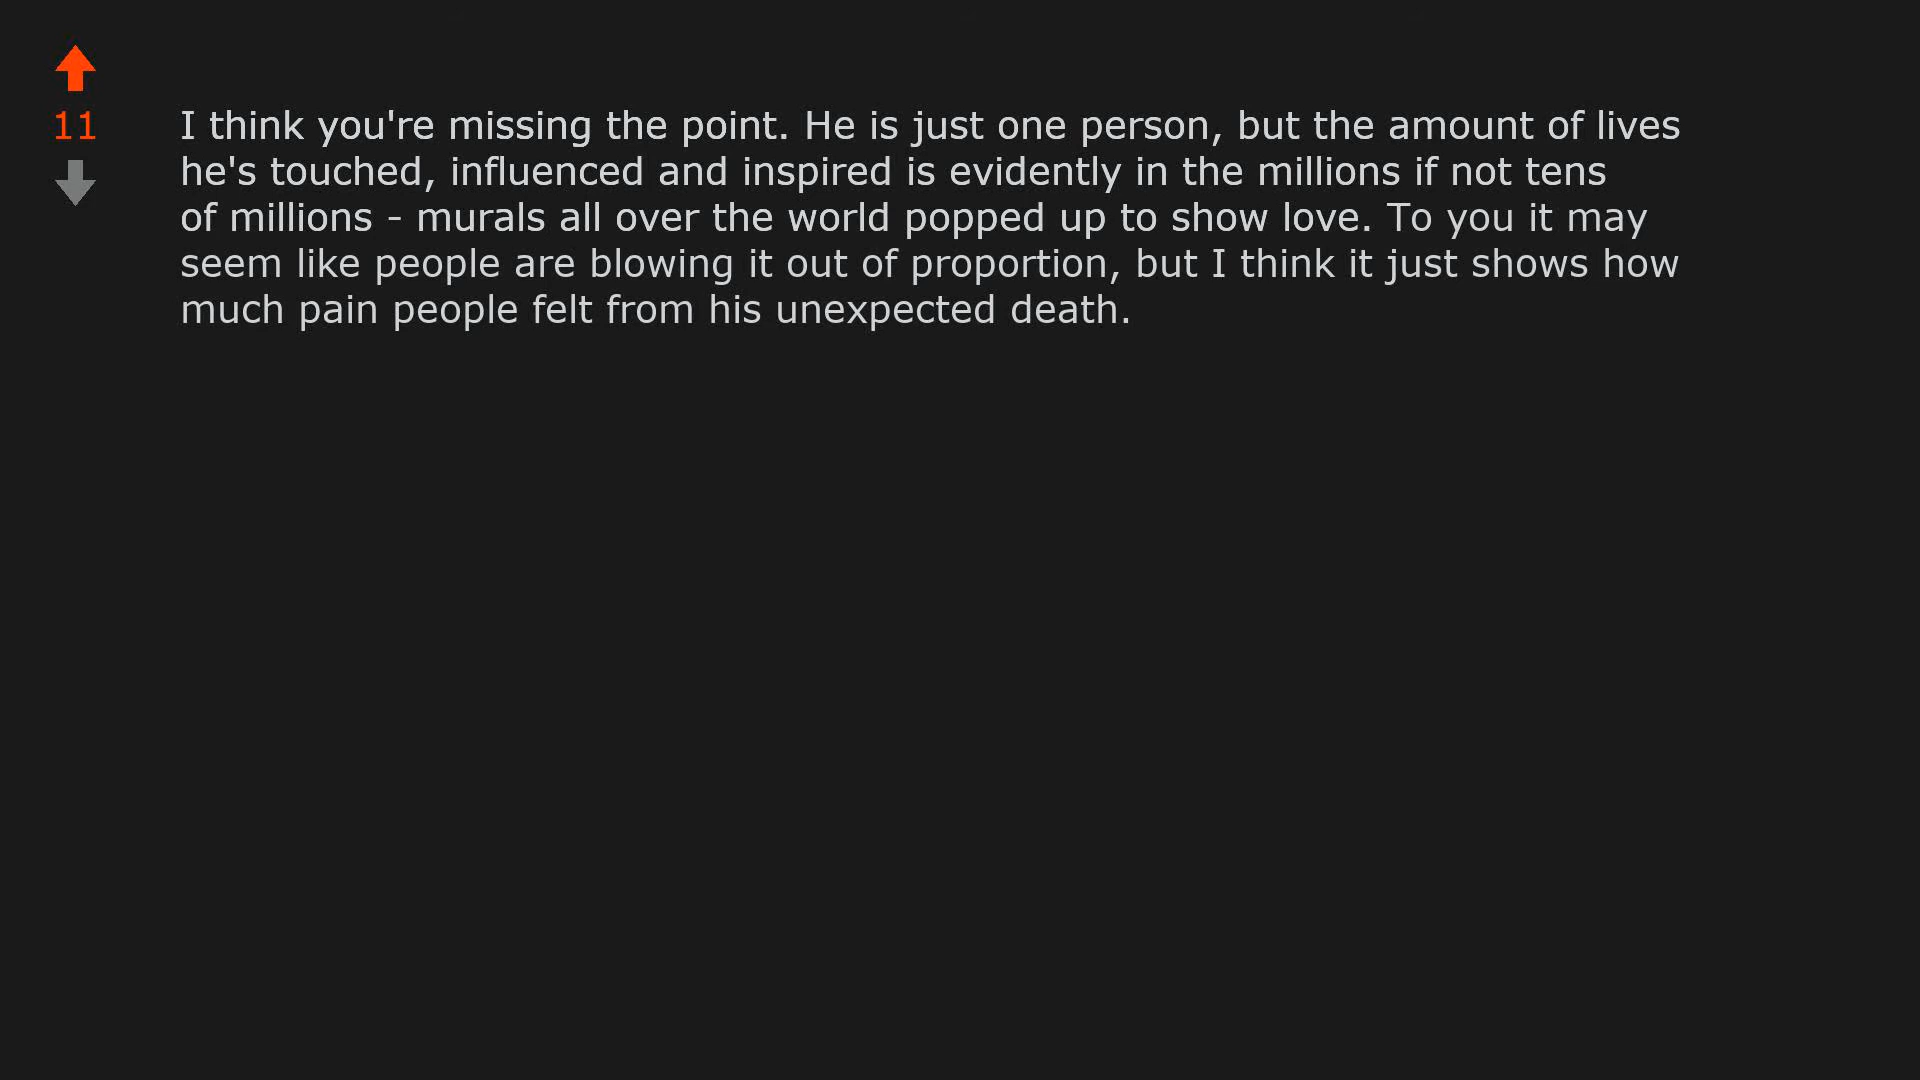 11
I think you're missing the point. He is just one person, but the amount of lives
he's touched, influenced and inspired is evidently in the millions if not tens
of millions - murals all over the world popped up to show love. To you it may
seem like people are blowing it out of proportion, but I think it just shows how
much pain people felt from his unexpected death.